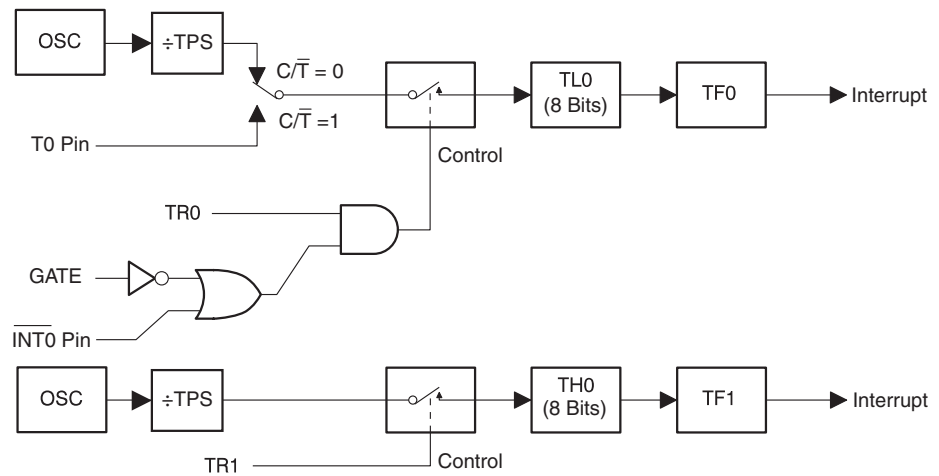 OSC
÷TPS
C/T̅ = 0
C/T̅ =1
T0 Pin
TL0
(8 Bits)
TF0
Interrupt
Control
TR0
GATE
I̅N̅T̅0̅ Pin
OSC
÷TPS
TH0
(8 Bits)
TF1
Interrupt
TR1
Control